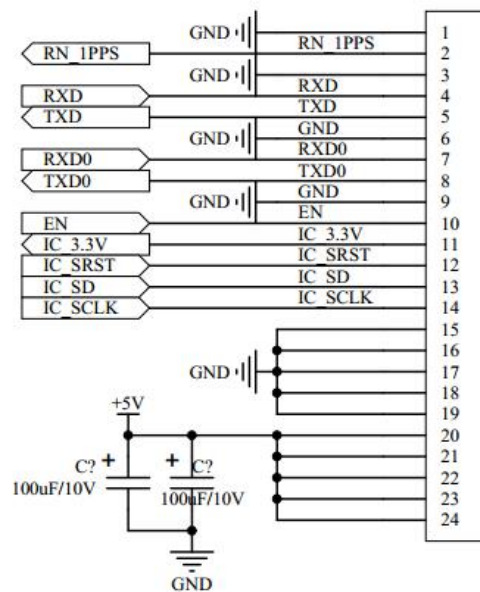 GND
RN_1PPS
1
RN_1PPS
2
GND
3
RXD
RXD
4
TXD
TXD
5
GND
GND
6
RXD0
RXD0
7
TXD0
TXD0
8
GND
GND
9
EN
EN
10
IC_3.3V
IC_3.3V
11
IC_SRST
IC_SRST
12
IC_SD
IC_SD
13
IC_SCLK
IC_SCLK
14
15
16
GND
17
18
19
+5V
20
21
C? + + C?
22
100uF/10V
100uF/10V
23
24
GND